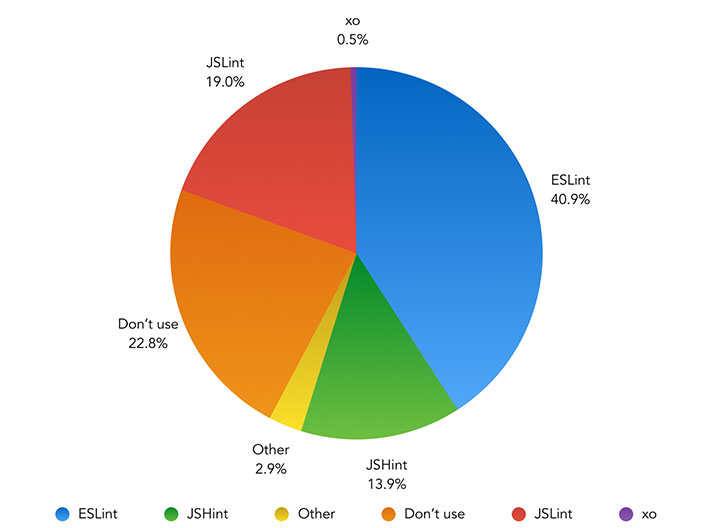 xo
0.5%
JSLint
19.0%
ESLint
40.9%
Don’t use
22.8%
Other
2.9%
JSHint
13.9%
ESLint JSHint Other Don’t use JSLint xo